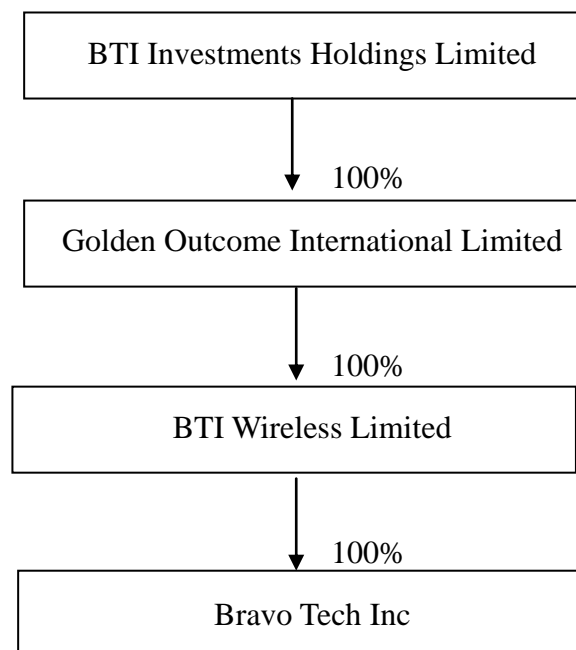 BTI Investments Holdings Limited
100%
Golden Outcome International Limited
100%
BTI Wireless Limited
100%
Bravo Tech Inc